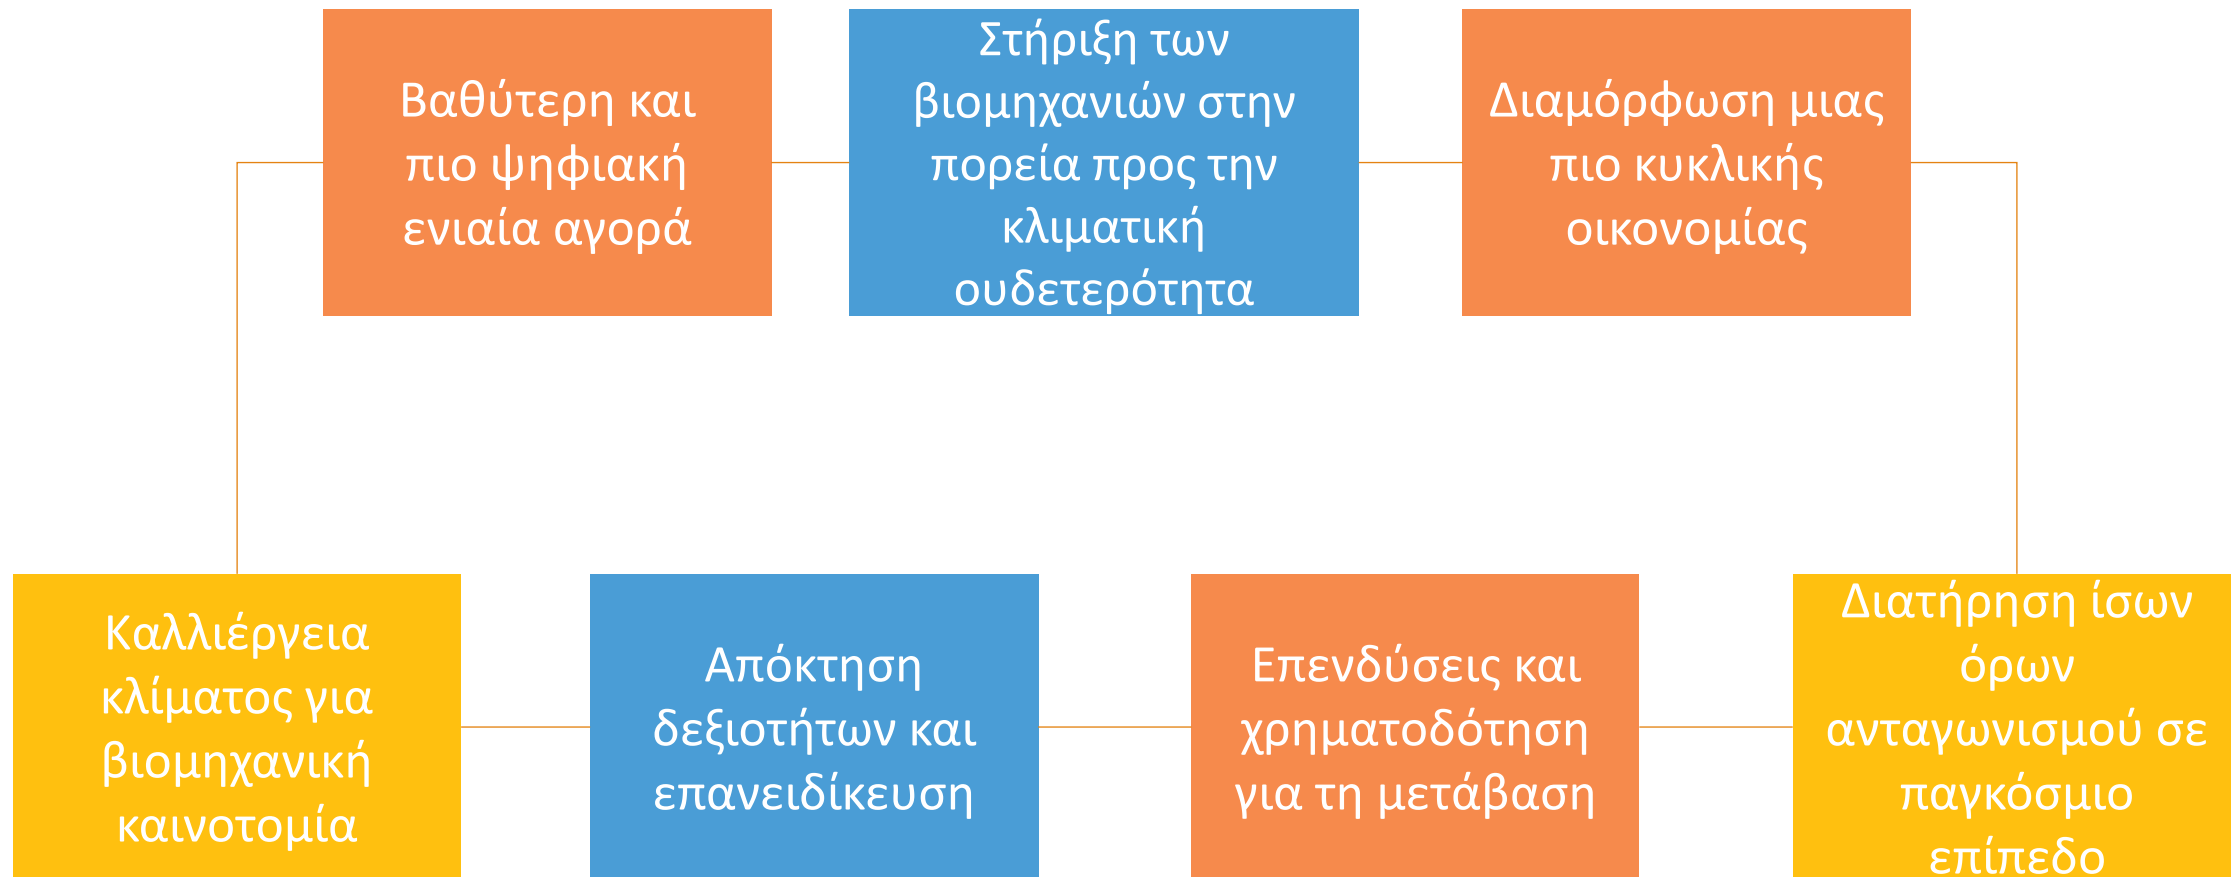 Βαθύτερη και
πιο ψηφιακή
ενιαία αγορά
Στήριξη των
βιομηχανιών στην
πορεία προς την
κλιματική
ουδετερότητα
Διαμόρφωση μιας
πιο κυκλικής
οικονομίας
Καλλιέργεια
κλίματος για
βιομηχανική
καινοτομία
Απόκτηση
δεξιοτήτων και
επανειδίκευση
Επενδύσεις και
χρηματοδότηση
για τη μετάβαση
Διατήρηση ίσων
όρων
ανταγωνισμού σε
παγκόσμιο
επίπεδο